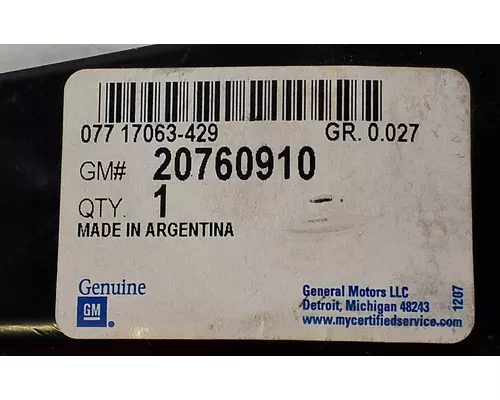 077 17063-429 GR. 0.027
GM# 20760910
QTY. 1
MADE IN ARGENTINA
Genuine
GM
General Motors LLC
Detroit, Michigan 48243
www.mycertifiedservice.com
1207